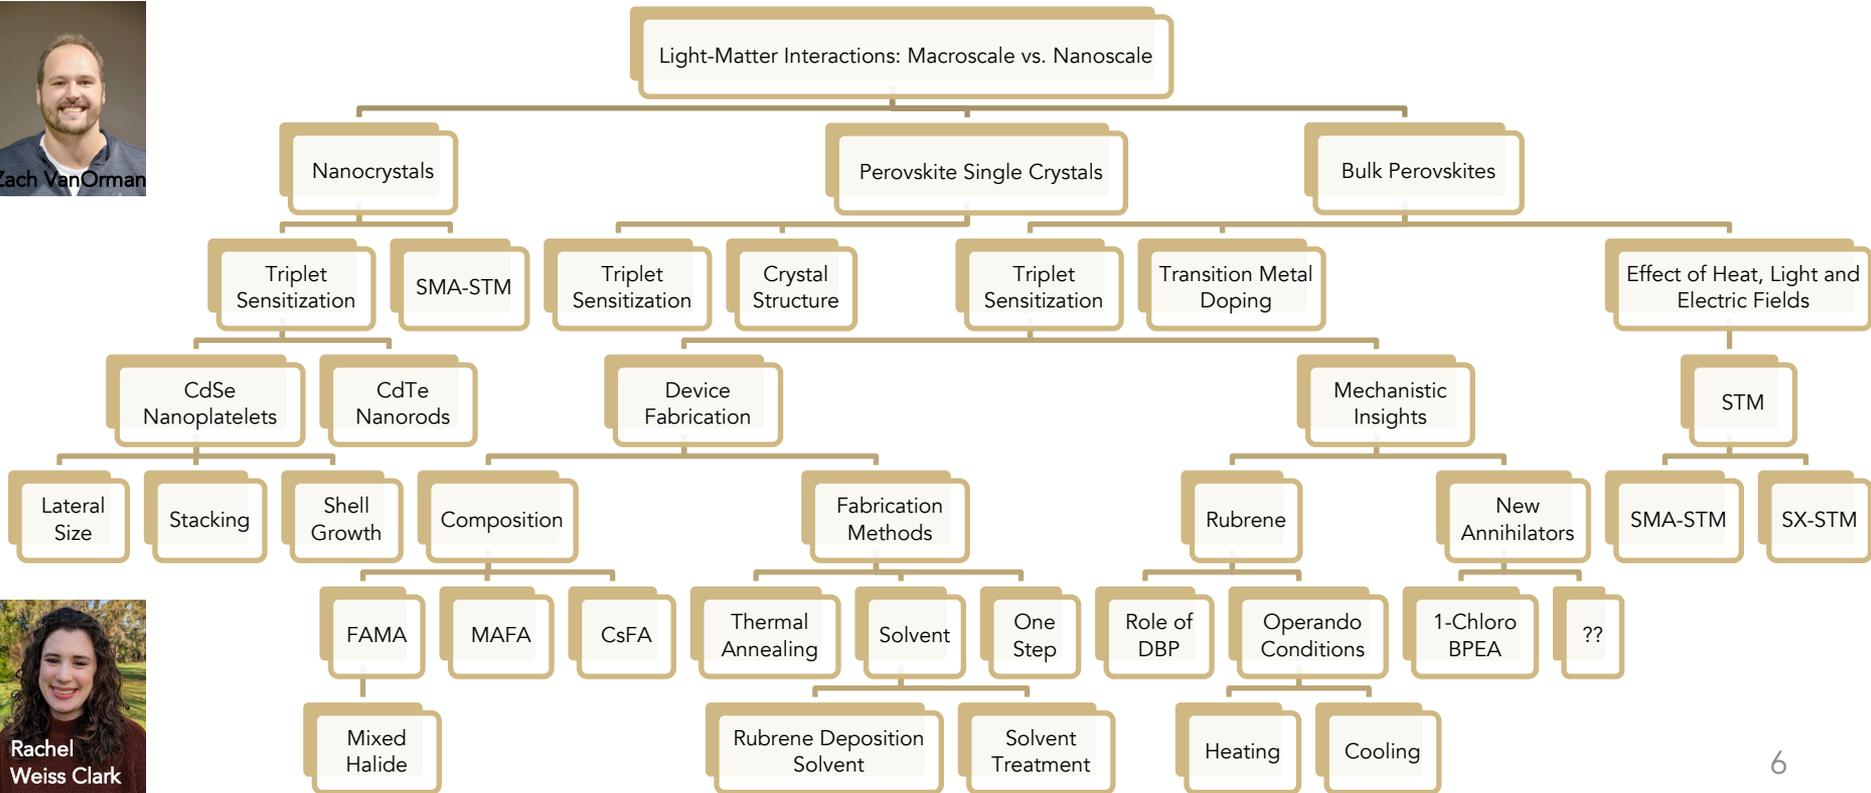 Light-Matter Interactions: Macroscale vs. Nanoscale
Zach VanOrman
Nanocrystals
Perovskite Single Crystals
Bulk Perovskites
Triplet
Sensitization
SMA-STM
Triplet
Sensitization
Crystal
Structure
Triplet
Sensitization
Transition Metal
Doping
Effect of Heat, Light and
Electric Fields
CdSe
Nanoplatelets
CdTe
Nanorods
Device
Fabrication
Mechanistic
Insights
STM
Lateral
Size
Stacking
Shell
Growth
Composition
Fabrication
Methods
Rubrene
New
Annihilators
SMA-STM
SX-STM
FAMA
MAFA
CsFA
Thermal
Annealing
Solvent
One
Step
Role of
DBP
Operando
Conditions
1-Chloro
BPEA
??
Mixed
Halide
Rubrene Deposition
Solvent
Solvent
Treatment
Heating
Cooling
Rachel
Weiss Clark
6